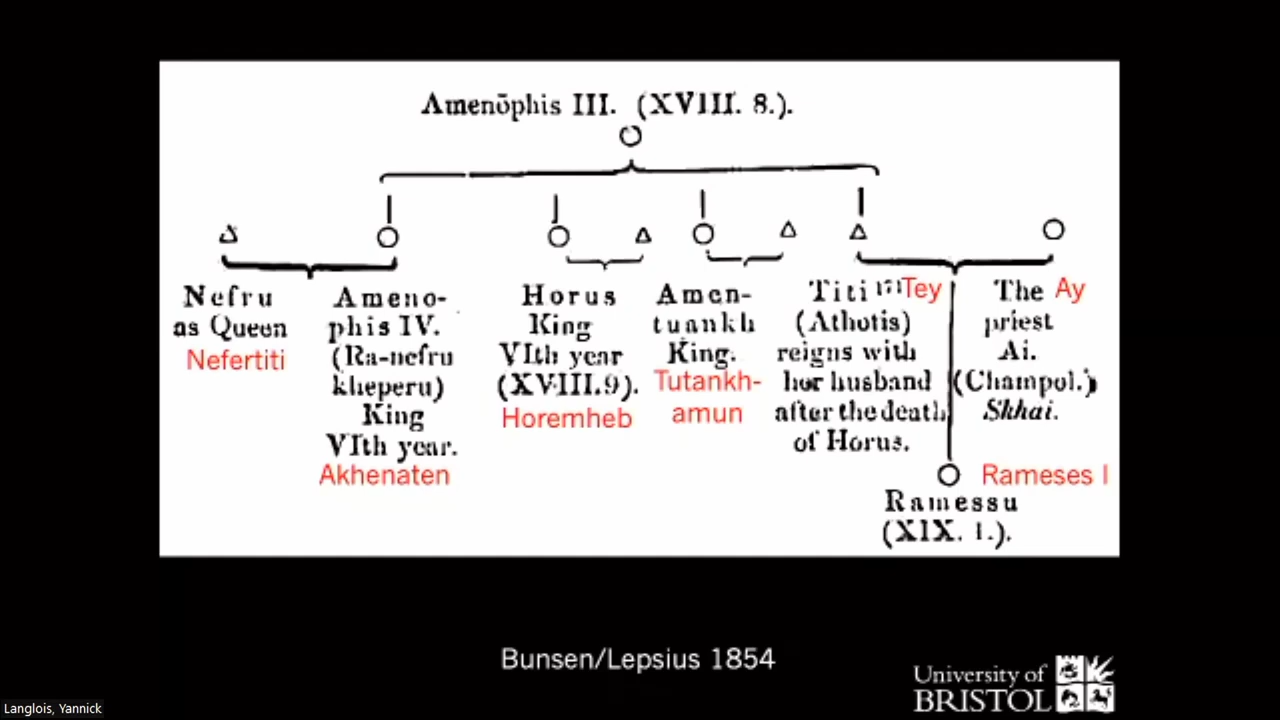 Amenōphis III. (XVIII. 8.).
Nefru
as Queen
Nefertiti
Ameno-
phis IV.
(Ra-nefru
kheperu)
King
VIth year.
Akhenaten
Horus
King
VIth year
(XVIII.9).
Horemheb
Amen-
tuankh
King.
Tutankh-
amun
Titi Tey
(Athotis)
reigns with
her husband
after the death
of Horus.
The Ay
priest
Ai.
(Champol.)
Skhai.
Rameses I
Ramessu
(XIX. 1.).
Bunsen/Lepsius 1854
University of
BRISTOL
Langlois, Yannick